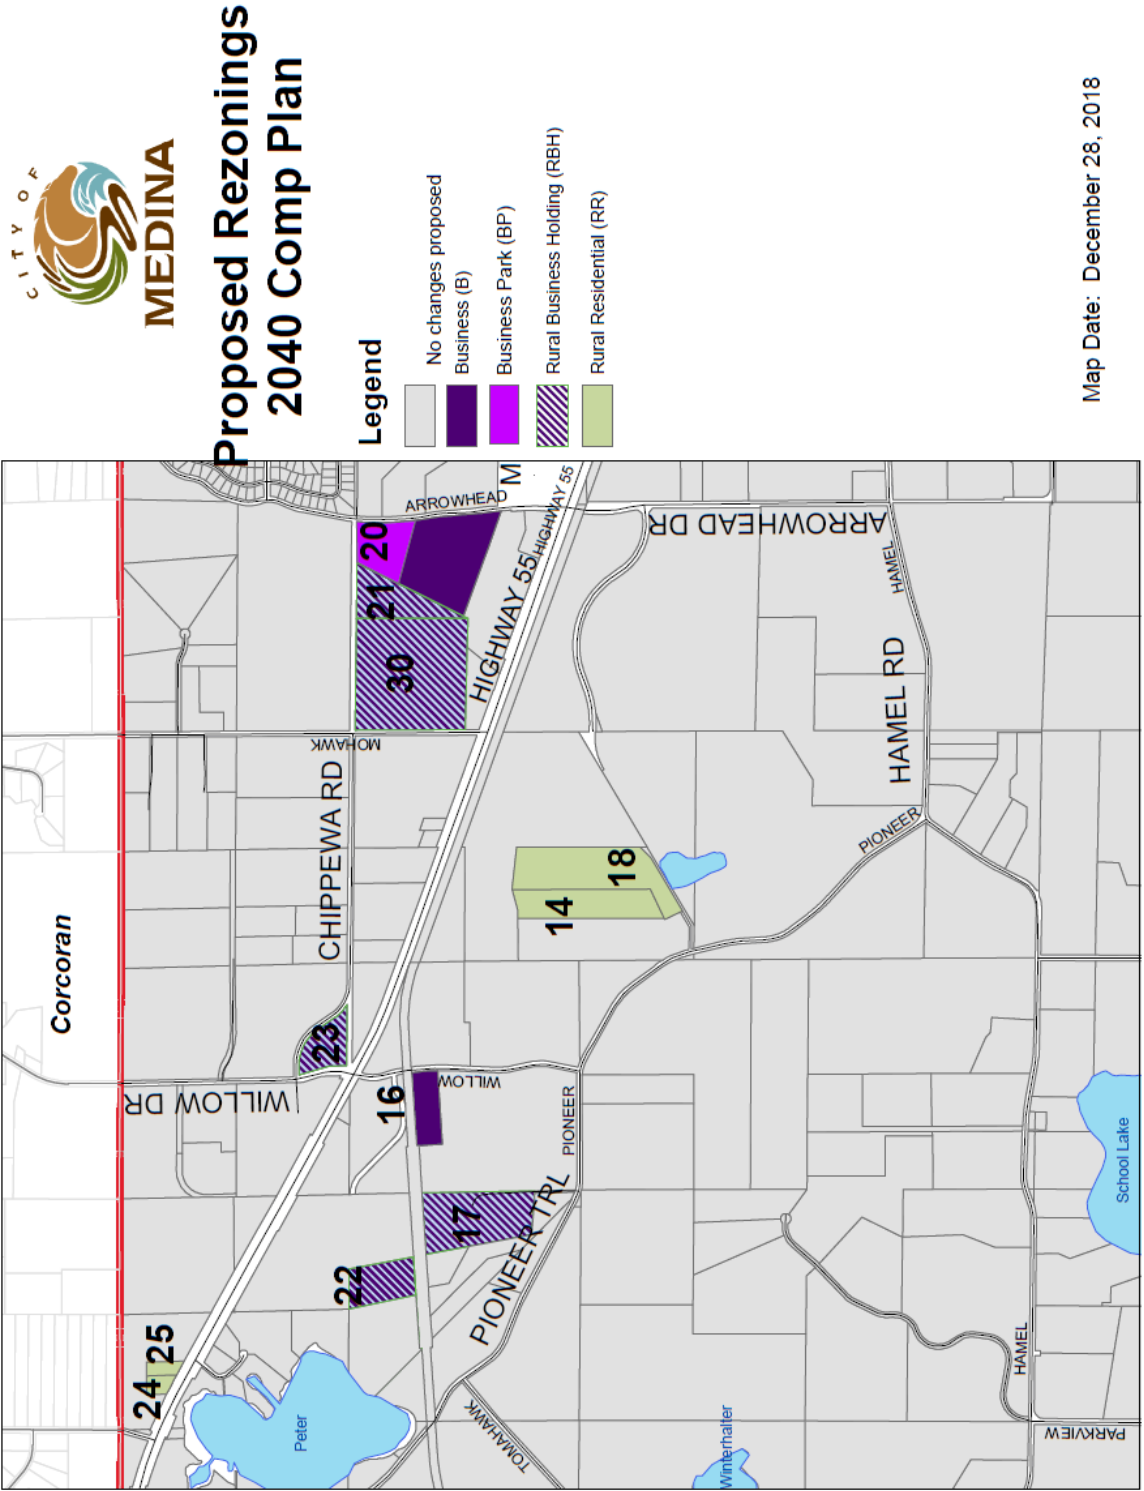 CITY OF
MEDINA
Proposed Rezonings
2040 Comp Plan
Legend
No changes proposed
Business (B)
Business Park (BP)
Rural Business Holding (RBH)
Rural Residential (RR)
Map Date: December 28, 2018
Corcoran
24
25
22
17
16
23
14
18
30
21
20
WILLOW DR
WILLOW
CHIPPEWA RD
MOHAWK
ARROWHEAD
M
HIGHWAY 55
HIGHWAY 55
ARROWHEAD DR
HAMEL
HAMEL RD
PIONEER
PIONEER
PIONEER TRL
TOMAHAWK
HAMEL
PARKVIEW
Peter
Winterhalter
School Lake